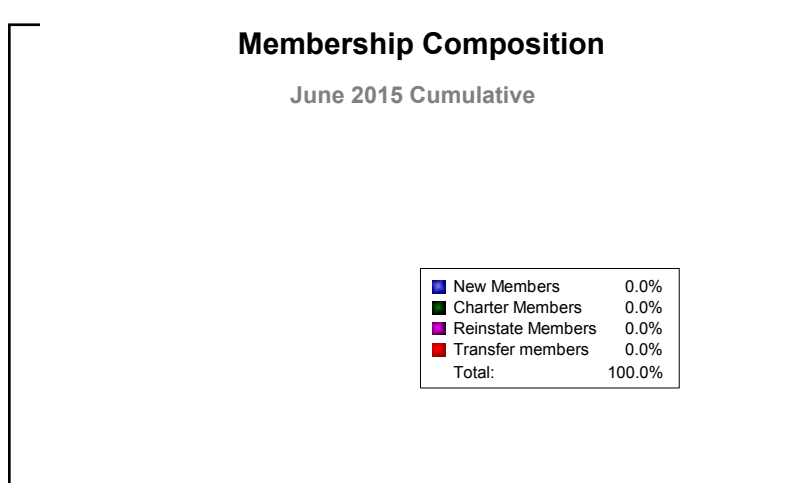 Membership Composition
June 2015 Cumulative
New Members 0.0%
Charter Members 0.0%
Reinstate Members 0.0%
Transfer members 0.0%
Total: 100.0%